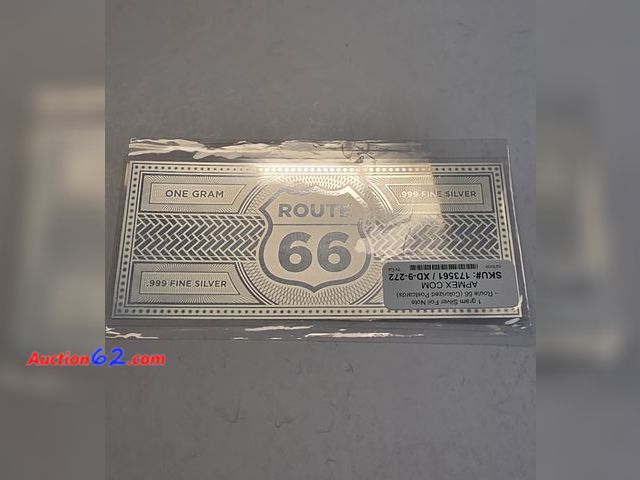 ONE GRAM
.999 FINE SILVER
ROUTE
66
.999 FINE SILVER
1 gram Silver Foil Note
- Route 66 (Colorized Postcards)
APMEX.COM
SKU#: 173561 / XD-9-272
Auction62.com